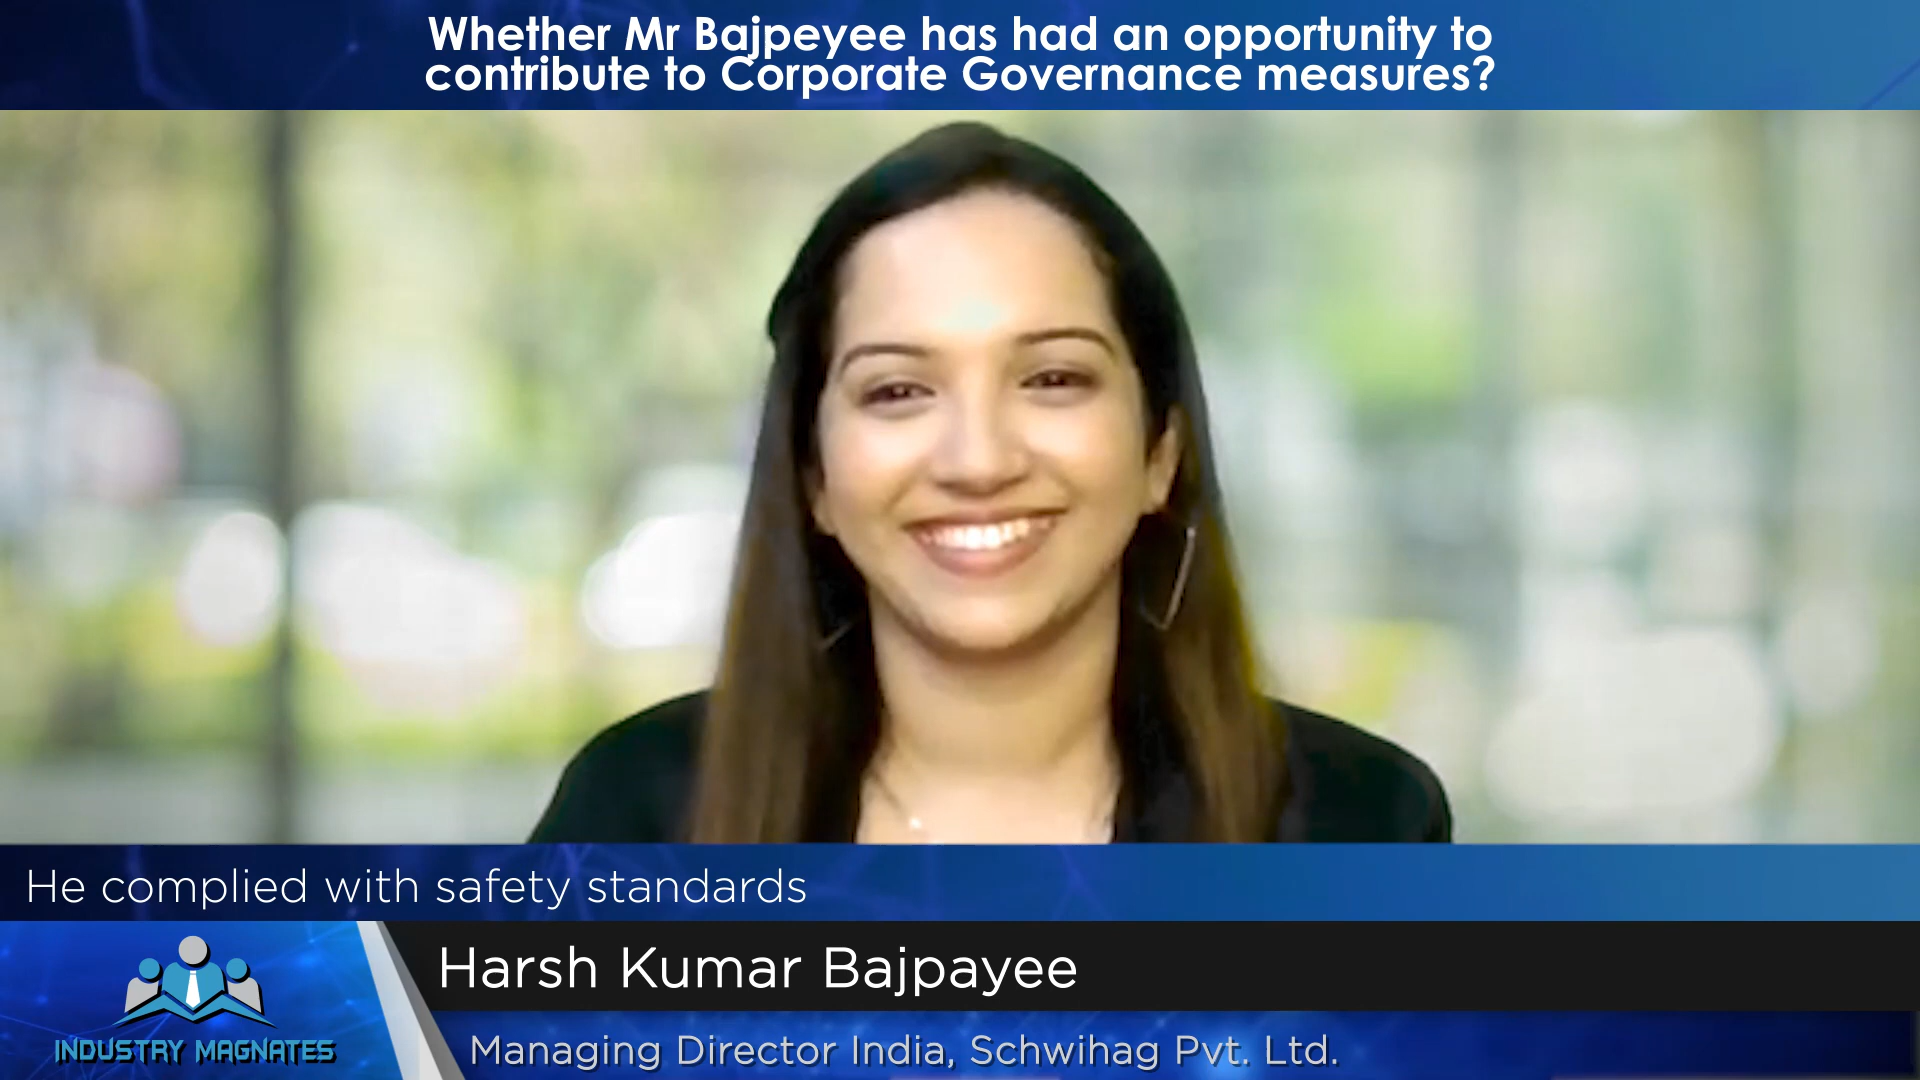 Whether Mr Bajpeyee has had an opportunity to
contribute to Corporate Governance measures?
He complied with safety standards
Harsh Kumar Bajpayee
INDUSTRY MAGNATES
Managing Director India, Schwihag Pvt. Ltd.